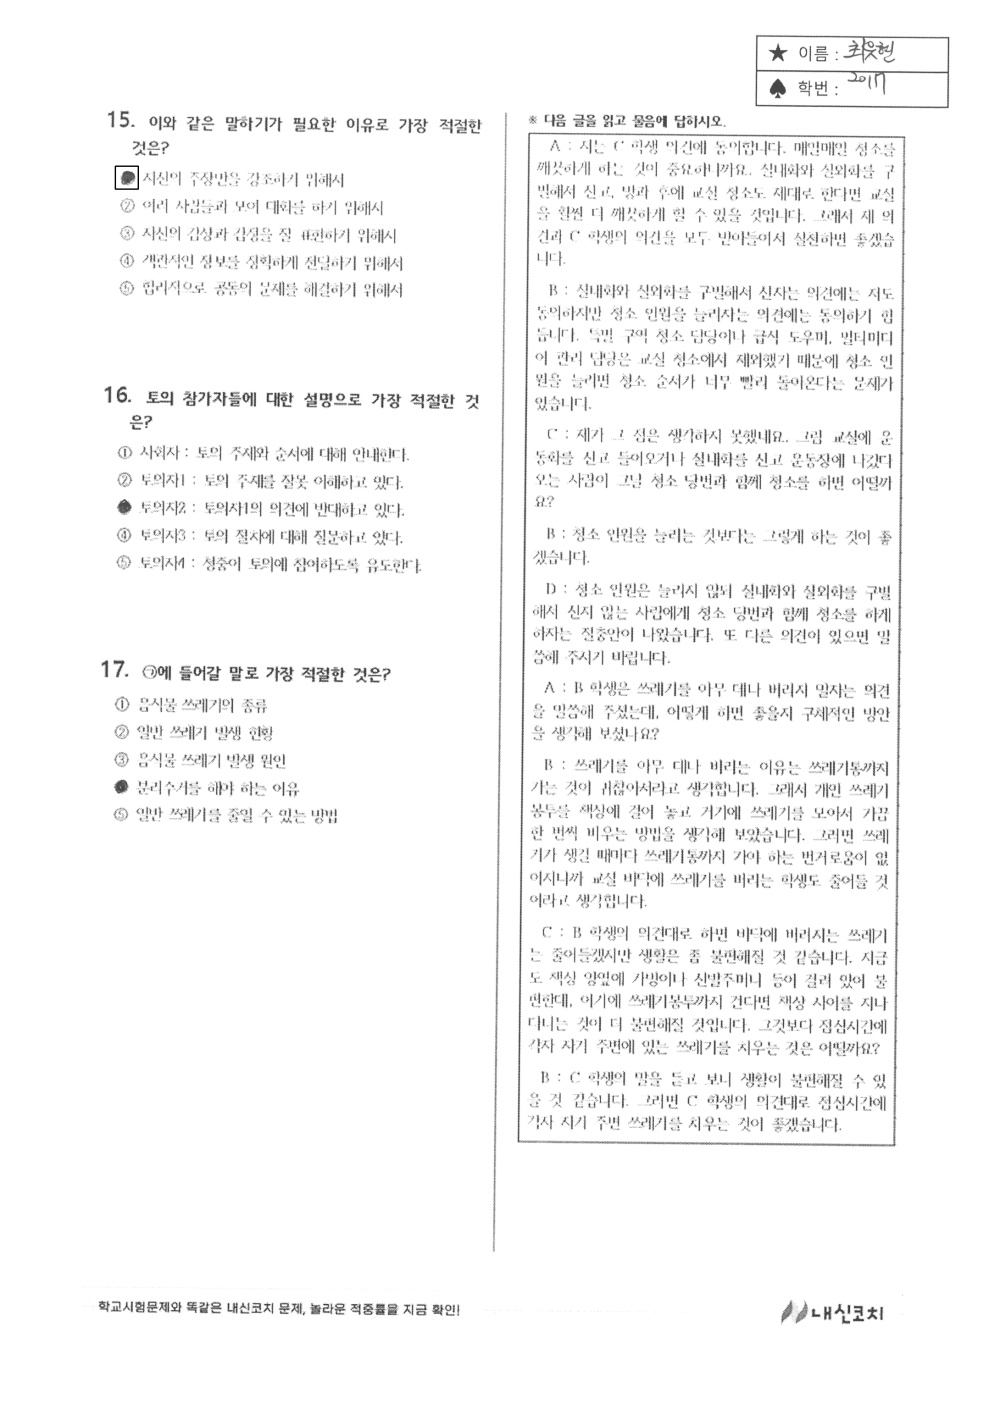 ★ 이름 :
♠ 학번 : 2017
15. 이와 같은 말하기가 필요한 이유로 가장 적절한
것은?
자신의 주장만을 강조하기 위해서
② 여러 사람들과 모여 대화를 하기 위해서
③ 자신의 감상과 감정을 잘 표현하기 위해서
④ 객관적인 정보를 정확하게 전달하기 위해서
⑤ 합리적으로 공동의 문제를 해결하기 위해서
16. 토의 참가자들에 대한 설명으로 가장 적절한 것
은?
① 사회자 : 토의 주제와 순서에 대해 안내한다.
② 토의자1 : 토의 주제를 잘못 이해하고 있다.
토의자2 : 토의자1의 의견에 반대하고 있다.
④ 토의자3 : 토의 절차에 대해 질문하고 있다.
⑤ 토의자4 : 청중이 토의에 참여하도록 유도한다.
17. ㉠에 들어갈 말로 가장 적절한 것은?
① 음식물 쓰레기의 종류
② 일반 쓰레기 발생 현황
③ 음식물 쓰레기 발생 원인
분리수거를 해야 하는 이유
⑤ 일반 쓰레기를 줄일 수 있는 방법
※ 다음 글을 읽고 물음에 답하시오.
A : 저는 C 학생 의견에 동의합니다. 매일매일 청소를
깨끗하게 하는 것이 중요하니까요. 실내화와 실외화를 구
별해서 신고, 방과 후에 교실 청소도 제대로 한다면 교실
을 훨씬 더 깨끗하게 할 수 있을 것입니다. 그래서 제 의
견과 C 학생의 의견을 모두 받아들여서 실천하면 좋겠습
니다.
B : 실내화와 실외화를 구별해서 신자는 의견에는 저도
동의하지만 청소 인원을 늘리자는 의견에는 동의하기 힘
듭니다. 특별 구역 청소 담당이나 급식 도우미, 멀티미디
어 관리 담당은 교실 청소에서 제외했기 때문에 청소 인
원을 늘리면 청소 순서가 너무 빨리 돌아온다는 문제가
있습니다.
C : 제가 그 점은 생각하지 못했네요. 그럼 교실에 운
동화를 신고 들어오거나 실내화를 신고 운동장에 나갔다
오는 사람이 그날 청소 당번과 함께 청소를 하면 어떨까
요?
B : 청소 인원을 늘리는 것보다는 그렇게 하는 것이 좋
겠습니다.
D : 청소 인원은 늘리지 않되 실내화와 실외화를 구별
해서 신지 않는 사람에게 청소 당번과 함께 청소를 하게
하자는 절충안이 나왔습니다. 또 다른 의견이 있으면 말
씀해 주시기 바랍니다.
A : B 학생은 쓰레기를 아무 데나 버리지 말자는 의견
을 말씀해 주셨는데, 어떻게 하면 좋을지 구체적인 방안
을 생각해 보셨나요?
B : 쓰레기를 아무 데나 버리는 이유는 쓰레기통까지
가는 것이 귀찮아서라고 생각합니다. 그래서 개인 쓰레기
봉투를 책상에 걸어 놓고 거기에 쓰레기를 모아서 가끔
한 번씩 비우는 방법을 생각해 보았습니다. 그러면 쓰레
기가 생길 때마다 쓰레기통까지 가야 하는 번거로움이 없
어지니까 교실 바닥에 쓰레기를 버리는 학생도 줄어들 것
이라고 생각합니다.
C : B 학생의 의견대로 하면 바닥에 버려지는 쓰레기
는 줄어들겠지만 생활은 좀 불편해질 것 같습니다. 지금
도 책상 양옆에 가방이나 신발주머니 등이 걸려 있어 불
편한데, 여기에 쓰레기봉투까지 건다면 책상 사이를 지나
다니는 것이 더 불편해질 것입니다. 그것보다 점심시간에
각자 자기 주변에 있는 쓰레기를 치우는 것은 어떨까요?
B : C 학생의 말을 듣고 보니 생활이 불편해질 수 있
을 것 같습니다. 그러면 C 학생의 의견대로 점심시간에
각자 자기 주변 쓰레기를 치우는 것이 좋겠습니다.
학교시험문제와 똑같은 내신코치 문제, 놀라운 적중률을 지금 확인!
내신코치